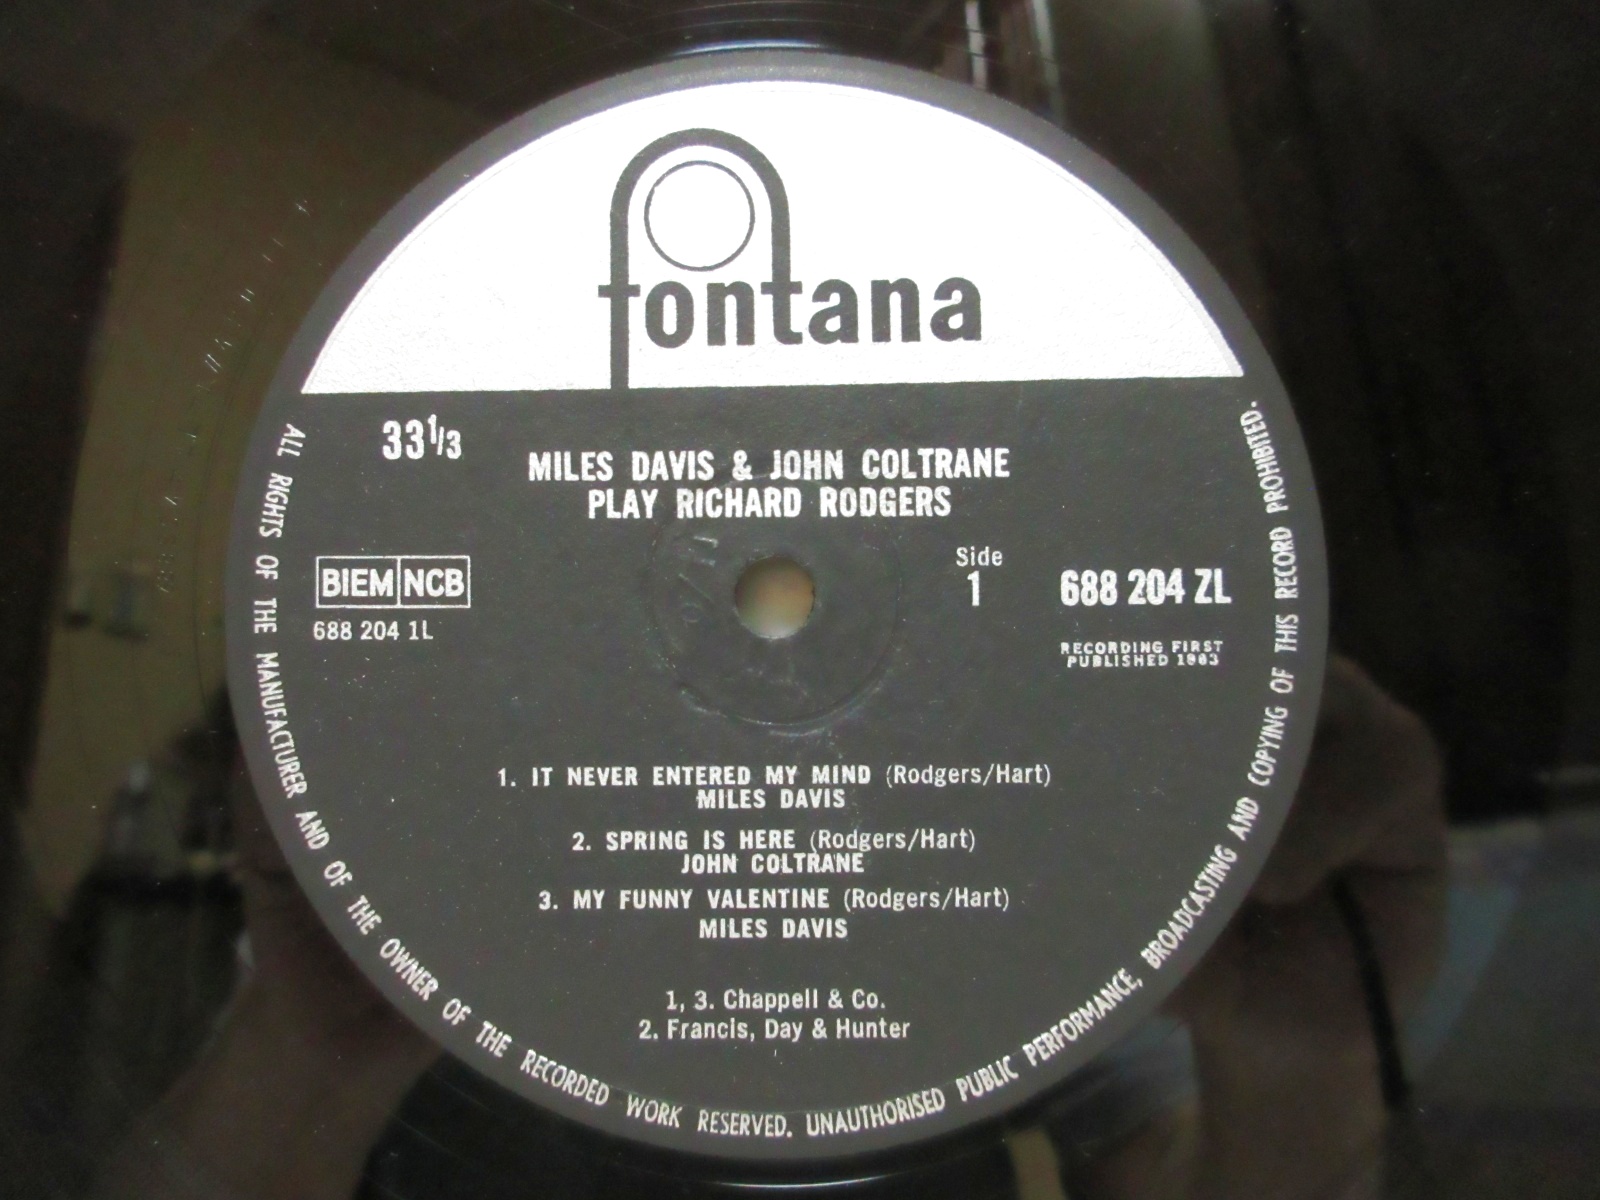 fontana
33 1/3
MILES DAVIS & JOHN COLTRANE
PLAY RICHARD RODGERS
BIEM NCB
688 204 1L
Side
1
688 204 ZL
RECORDING FIRST
PUBLISHED 1963
1. IT NEVER ENTERED MY MIND (Rodgers/Hart)
MILES DAVIS
2. SPRING IS HERE (Rodgers/Hart)
JOHN COLTRANE
3. MY FUNNY VALENTINE (Rodgers/Hart)
MILES DAVIS
1, 3. Chappell & Co.
2. Francis, Day & Hunter
ALL RIGHTS OF THE MANUFACTURER AND OF THE OWNER OF THE RECORDED WORK RESERVED. UNAUTHORISED PUBLIC PERFORMANCE, BROADCASTING AND COPYING OF THIS RECORD PROHIBITED.